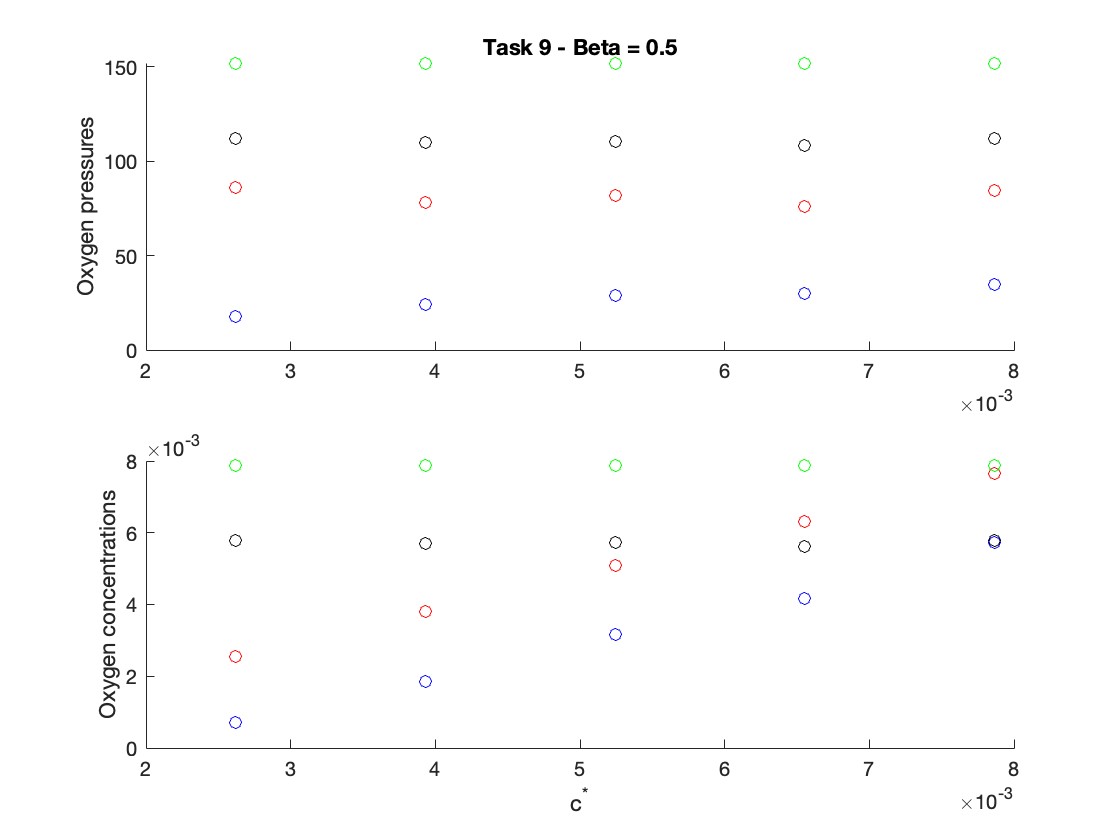 Task 9 - Beta = 0.5
Oxygen pressures
150
100
50
0
2 3 4 5 6 7 8
×10-3
Oxygen concentrations
×10-3
8
6
4
2
0
2 3 4 5 6 7 8
c*
×10-3